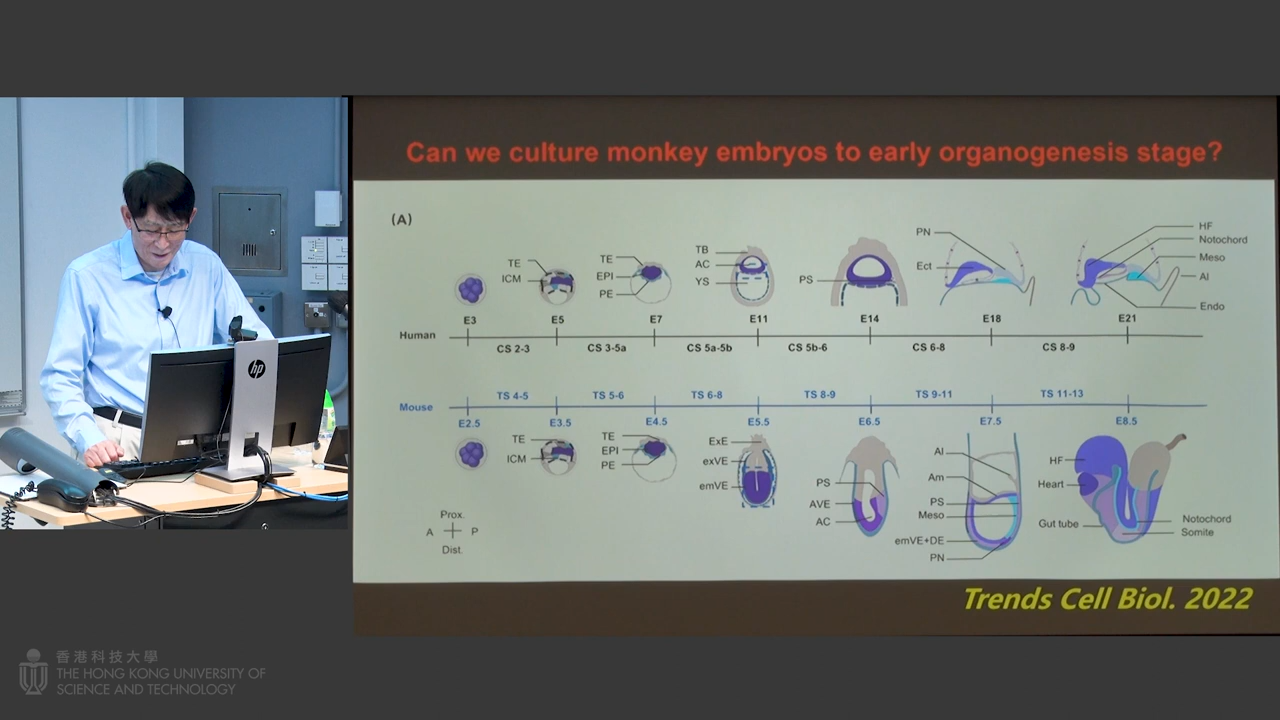 Can we culture monkey embryos to early organogenesis stage?
(A)
TE
ICM
TE
EPI
PE
TB
AC
YS
PS
PN
Ect
HF
Notochord
Meso
Al
Endo
E3
E5
E7
E11
E14
E18
E21
Human
CS 2-3
CS 3-5a
CS 5a-5b
CS 5b-6
CS 6-8
CS 8-9
Mouse
TS 4-5
TS 5-6
TS 6-8
TS 8-9
TS 9-11
TS 11-13
E2.5
E3.5
E4.5
E5.5
E6.5
E7.5
E8.5
TE
ICM
TE
EPI
PE
ExE
exVE
emVE
PS
AVE
AC
Al
Am
PS
Meso
emVE+DE
PN
HF
Heart
Gut tube
Notochord
Somite
Prox.
A
P
Dist.
Trends Cell Biol. 2022
hp
香港科技大學
THE HONG KONG UNIVERSITY OF
SCIENCE AND TECHNOLOGY